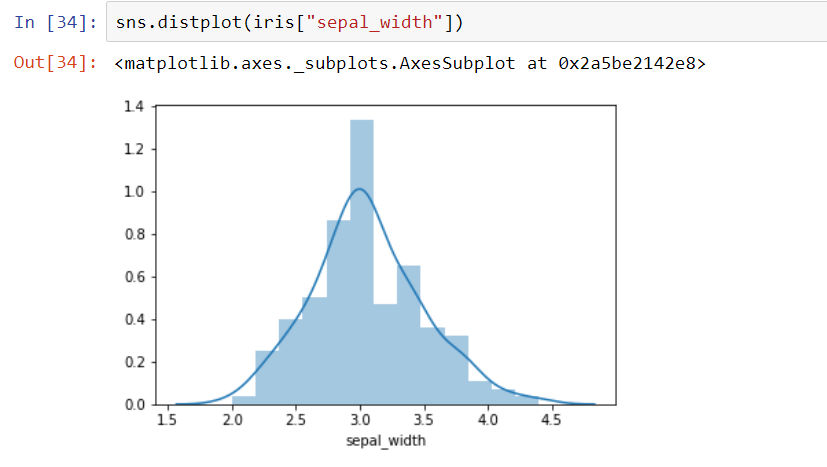 In [34]: sns.distplot(iris["sepal_width"])
Out[34]: <matplotlib.axes._subplots.AxesSubplot at 0x2a5be2142e8>
1.4
1.2
1.0
0.8
0.6
0.4
0.2
0.0
1.5 2.0 2.5 3.0 3.5 4.0 4.5
sepal_width